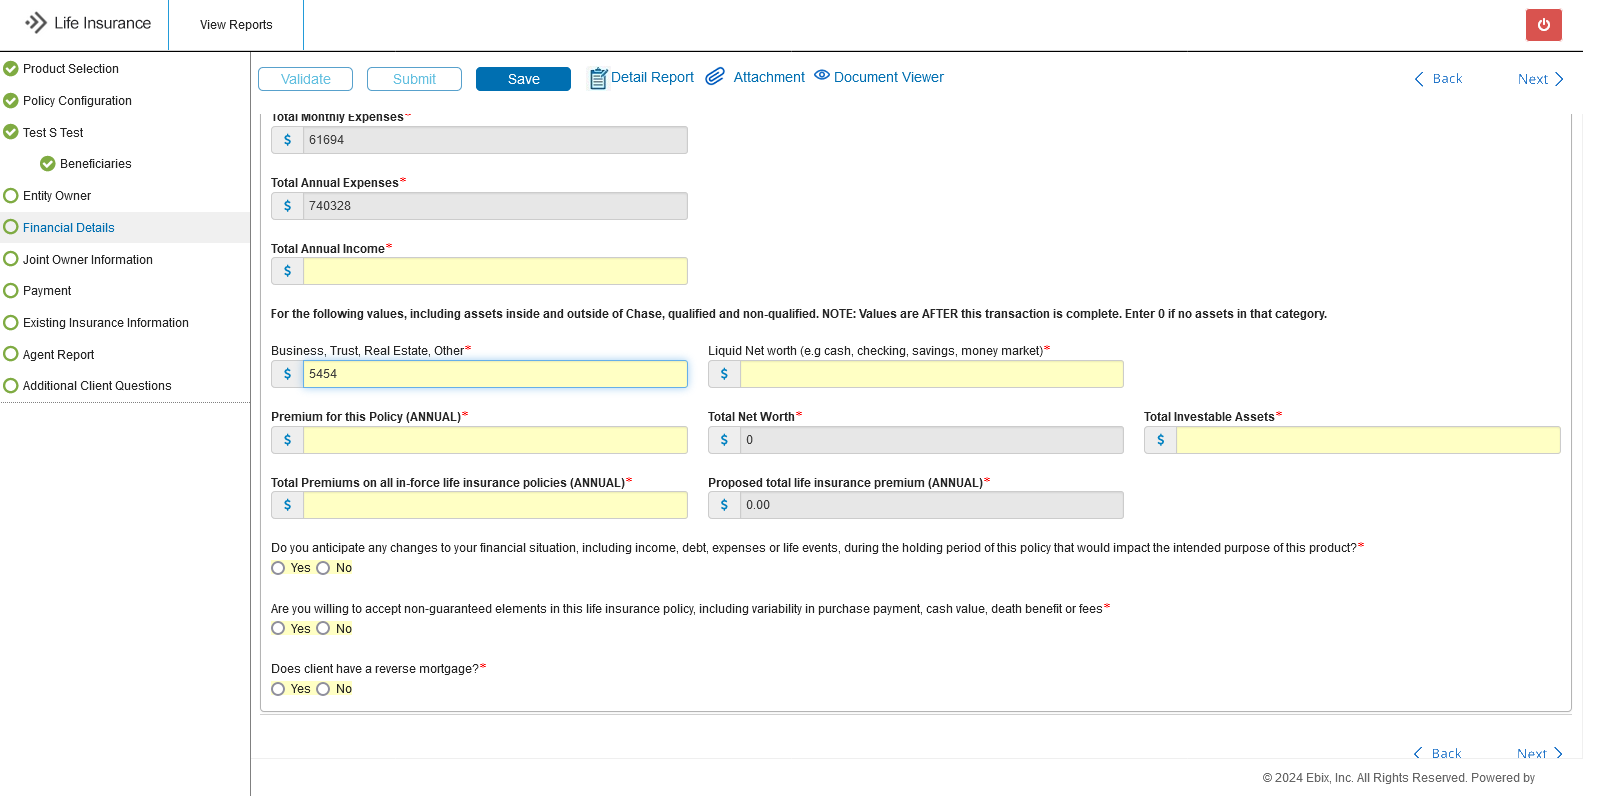 Life Insurance
View Reports
Product Selection
Policy Configuration
Test S Test
Beneficiaries
Entity Owner
Financial Details
Joint Owner Information
Payment
Existing Insurance Information
Agent Report
Additional Client Questions
Validate Submit Save Detail Report Attachment Document Viewer Back Next
Total Monthly Expenses*
$ 61694
Total Annual Expenses*
$ 740328
Total Annual Income*
$
For the following values, including assets inside and outside of Chase, qualified and non-qualified. NOTE: Values are AFTER this transaction is complete. Enter 0 if no assets in that category.
Business, Trust, Real Estate, Other* Liquid Net worth (e.g cash, checking, savings, money market)*
$ 5454 $
Premium for this Policy (ANNUAL)* Total Net Worth* Total Investable Assets*
$ $ 0 $
Total Premiums on all in-force life insurance policies (ANNUAL)* Proposed total life insurance premium (ANNUAL)*
$ $ 0.00
Do you anticipate any changes to your financial situation, including income, debt, expenses or life events, during the holding period of this policy that would impact the intended purpose of this product?*
Yes No
Are you willing to accept non-guaranteed elements in this life insurance policy, including variability in purchase payment, cash value, death benefit or fees*
Yes No
Does client have a reverse mortgage?*
Yes No
Back Next
© 2024 Ebix, Inc. All Rights Reserved. Powered by